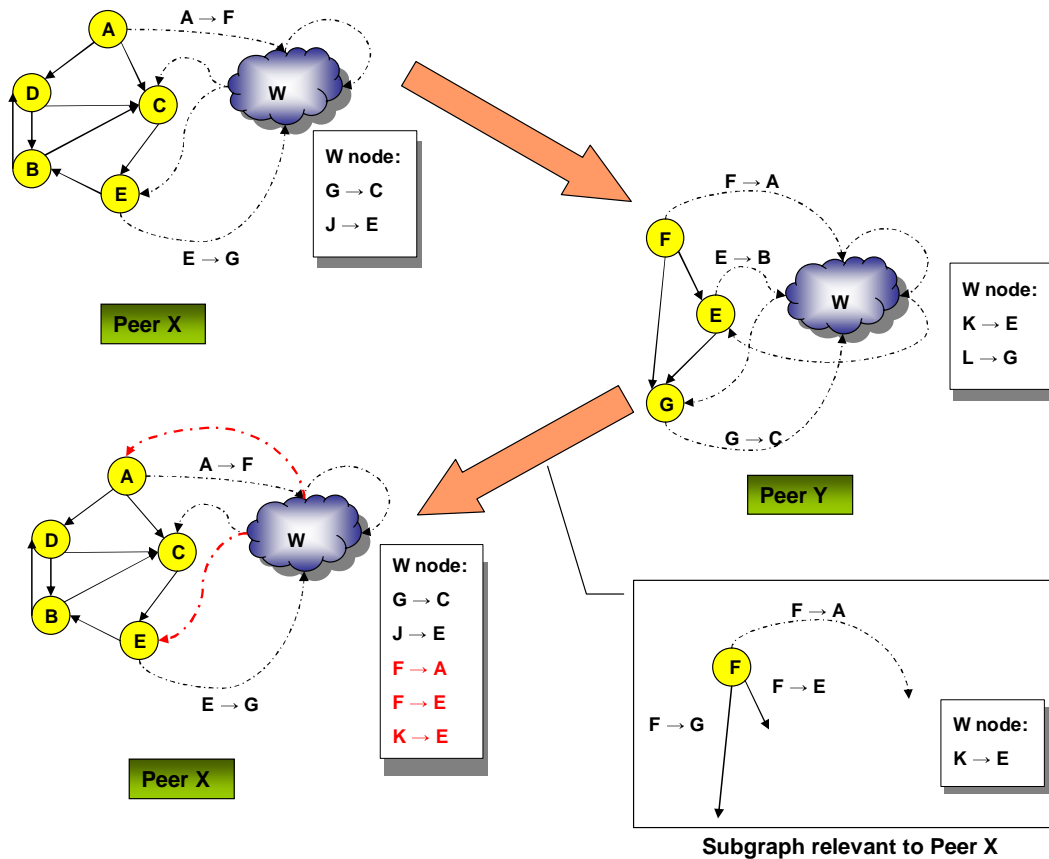 A
A → F
D
C
W
B
E
W node:
G → C
J → E
E → G
Peer X
F → A
F
E → B
W
E
W node:
K → E
L → G
G
G → C
Peer Y
A
A → F
D
C
W
B
E
W node:
G → C
J → E
F → A
F → E
K → E
E → G
Peer X
F → A
F
F → E
F → G
W node:
K → E
Subgraph relevant to Peer X